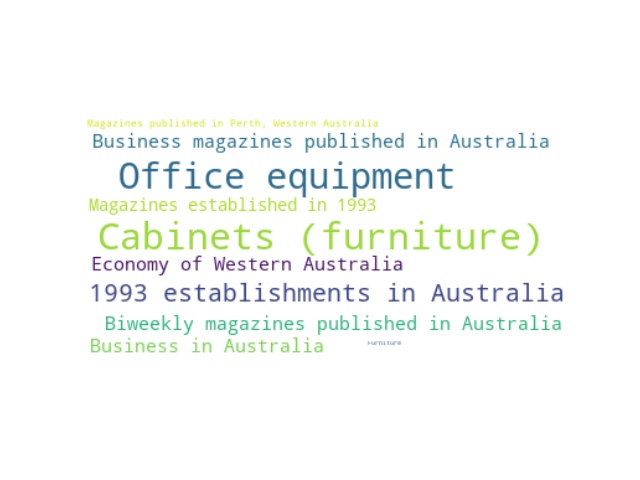 Magazines published in Perth, Western Australia
Business magazines published in Australia
Office equipment
Magazines established in 1993
Cabinets (furniture)
Economy of Western Australia
1993 establishments in Australia
Biweekly magazines published in Australia
Business in Australia
Furniture